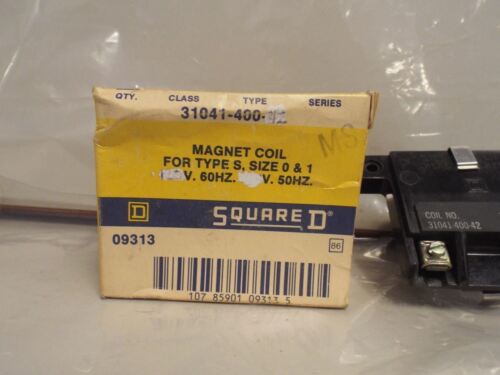 QTY. CLASS TYPE SERIES
31041-400-42
MS
MAGNET COIL
FOR TYPE S, SIZE 0 & 1
V. 60HZ. V. 50HZ.
D SQUARE D®
09313
86
107 85901 09313 5
COIL NO.
31041-400-42